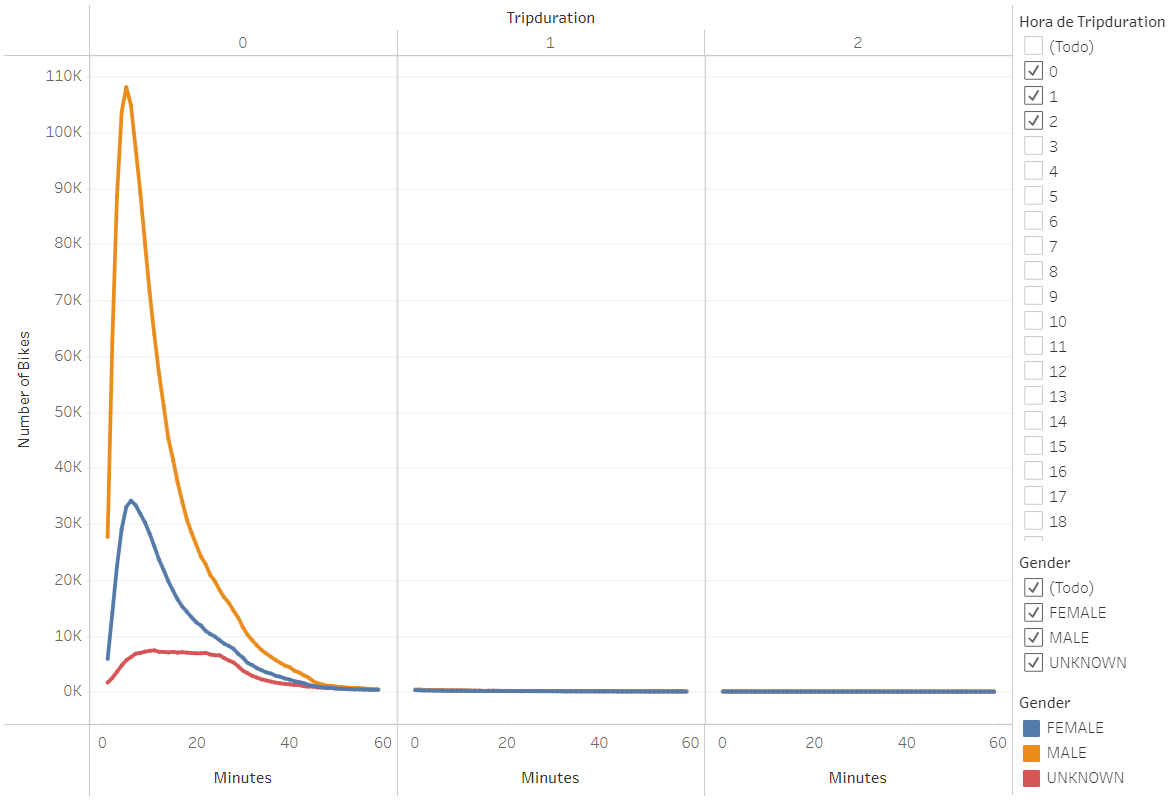 Tripduration
0 1 2
110K
100K
90K
80K
70K
60K
50K
40K
30K
20K
10K
0K
Number of Bikes
0 20 40 60 0 20 40 60 0 20 40 60
Minutes Minutes Minutes
Hora de Tripduration
(Todo)
0
1
2
3
4
5
6
7
8
9
10
11
12
13
14
15
16
17
18
Gender
(Todo)
FEMALE
MALE
UNKNOWN
Gender
FEMALE
MALE
UNKNOWN